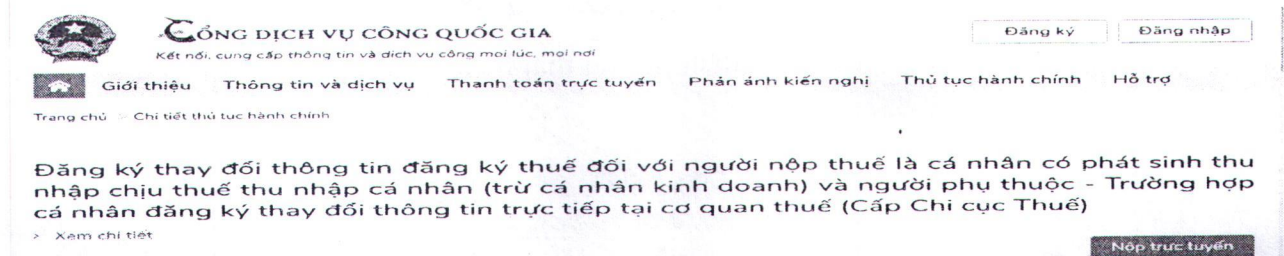 CỔNG DỊCH VỤ CÔNG QUỐC GIA
Kết nối, cung cấp thông tin và dịch vụ công mọi lúc, mọi nơi
Đăng ký Đăng nhập
Giới thiệu Thông tin và dịch vụ Thanh toán trực tuyến Phản ánh kiến nghị Thủ tục hành chính Hỗ trợ
Trang chủ > Chi tiết thủ tục hành chính
Đăng ký thay đổi thông tin đăng ký thuế đối với người nộp thuế là cá nhân có phát sinh thu
nhập chịu thuế thu nhập cá nhân (trừ cá nhân kinh doanh) và người phụ thuộc - Trường hợp
cá nhân đăng ký thay đổi thông tin trực tiếp tại cơ quan thuế (Cấp Chi cục Thuế)
> Xem chi tiết
Nộp trực tuyến